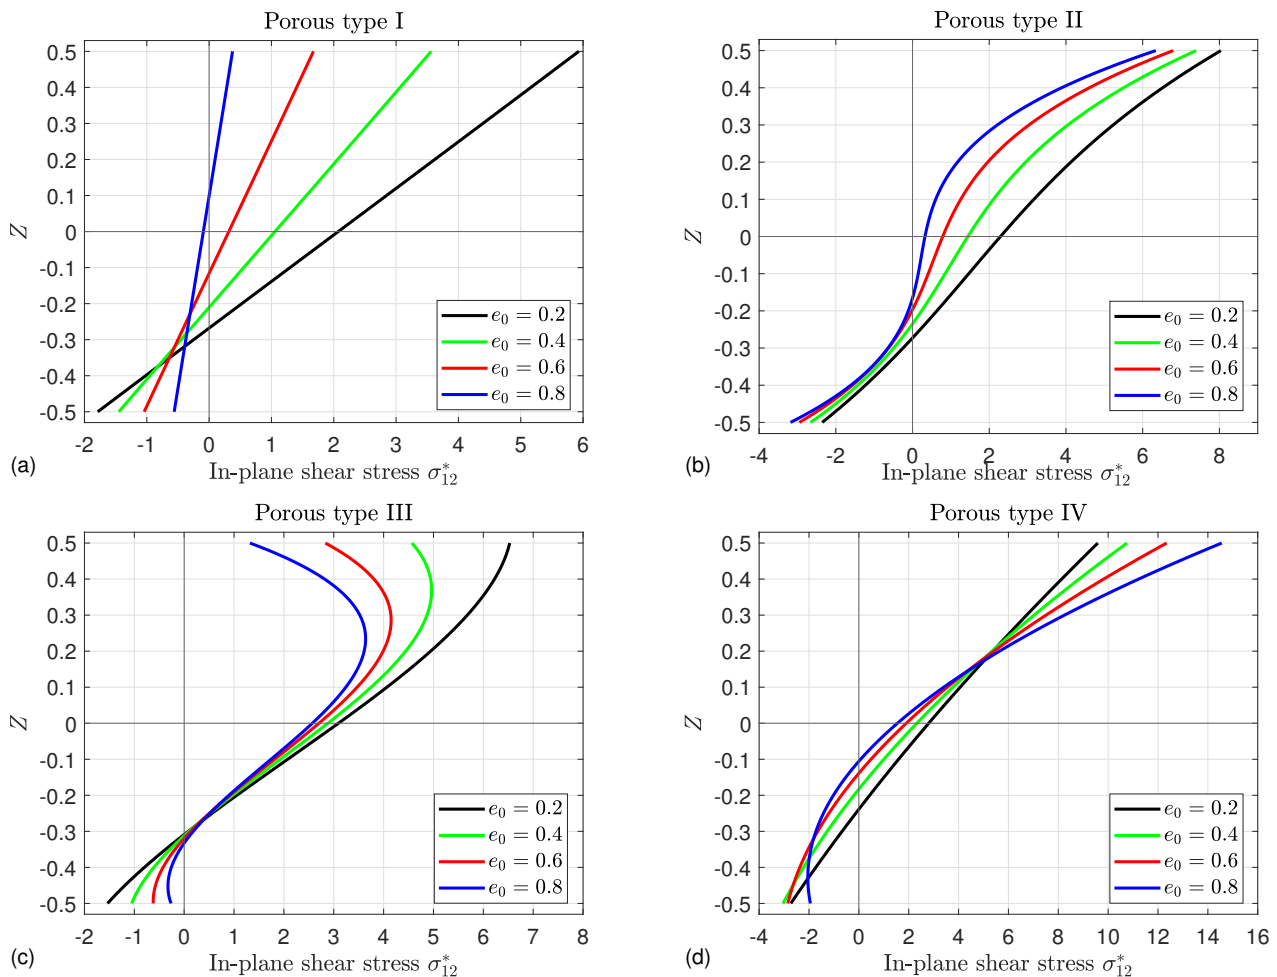 Porous type I
0.5
0.4
0.3
0.2
0.1
0
-0.1
-0.2
-0.3
-0.4
-0.5
Z
-2 -1 0 1 2 3 4 5 6
In-plane shear stress σ*₁₂
e₀ = 0.2
e₀ = 0.4
e₀ = 0.6
e₀ = 0.8
(a)
Porous type II
0.5
0.4
0.3
0.2
0.1
0
-0.1
-0.2
-0.3
-0.4
-0.5
Z
-4 -2 0 2 4 6 8
In-plane shear stress σ*₁₂
e₀ = 0.2
e₀ = 0.4
e₀ = 0.6
e₀ = 0.8
(b)
Porous type III
0.5
0.4
0.3
0.2
0.1
0
-0.1
-0.2
-0.3
-0.4
-0.5
Z
-2 -1 0 1 2 3 4 5 6 7 8
In-plane shear stress σ*₁₂
e₀ = 0.2
e₀ = 0.4
e₀ = 0.6
e₀ = 0.8
(c)
Porous type IV
0.5
0.4
0.3
0.2
0.1
0
-0.1
-0.2
-0.3
-0.4
-0.5
Z
-4 -2 0 2 4 6 8 10 12 14 16
In-plane shear stress σ*₁₂
e₀ = 0.2
e₀ = 0.4
e₀ = 0.6
e₀ = 0.8
(d)